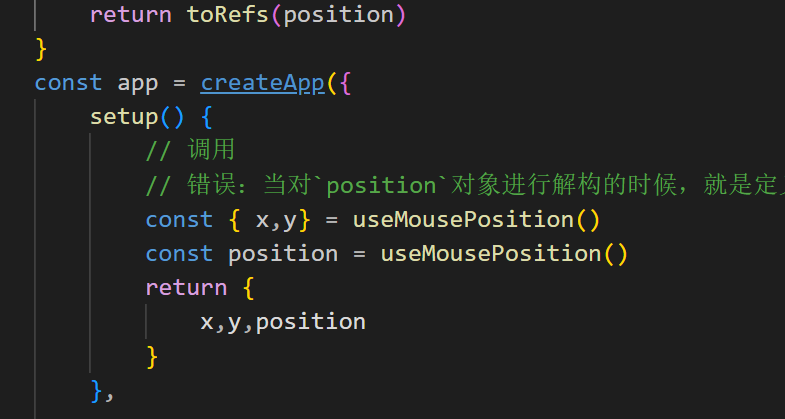 return toRefs(position)
}
const app = createApp({
setup() {
// 调用
// 错误：当对`position`对象进行解构的时候，就是定
const { x,y} = useMousePosition()
const position = useMousePosition()
return {
x,y,position
}
},